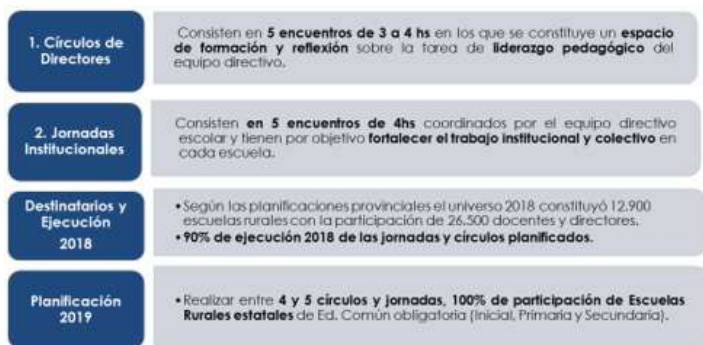 1. Círculos de
Directores
Consisten en 5 encuentros de 3 a 4 hs en los que se constituye un espacio
de formación y reflexión sobre la tarea de liderazgo pedagógico del
equipo directivo.
2. Jornadas
Institucionales
Consisten en 5 encuentros de 4hs coordinados por el equipo directivo
escolar y tienen por objetivo fortalecer el trabajo institucional y colectivo en
cada escuela.
Destinatarios y
Ejecución
2018
• Según las planificaciones provinciales el universo 2018 constituyó 12.900
escuelas rurales con la participación de 26.500 docentes y directores.
• 90% de ejecución 2018 de las jornadas y círculos planificados.
Planificación
2019
• Realizar entre 4 y 5 círculos y jornadas, 100% de participación de Escuelas
Rurales estatales de Ed. Común obligatoria (Inicial, Primaria y Secundaria).